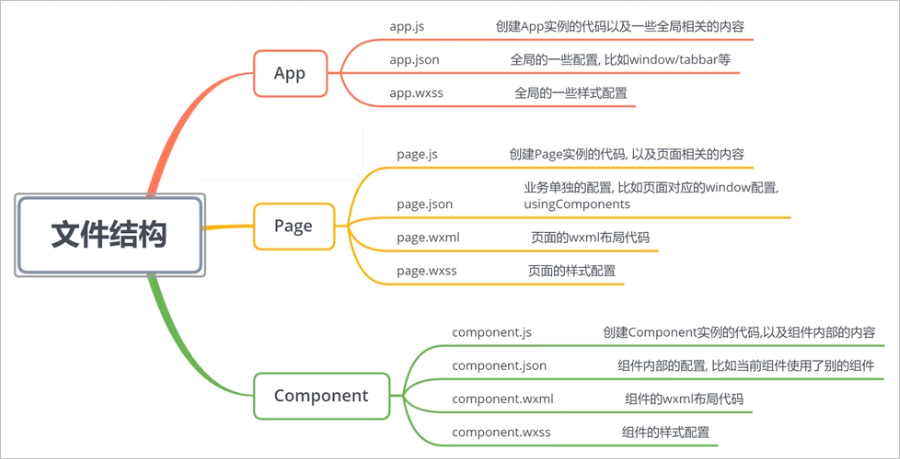 文件结构
App
app.js 创建App实例的代码以及一些全局相关的内容
app.json 全局的一些配置, 比如window/tabbar等
app.wxss 全局的一些样式配置
Page
page.js 创建Page实例的代码, 以及页面相关的内容
page.json 业务单独的配置, 比如页面对应的window配置,
usingComponents
page.wxml 页面的wxml布局代码
page.wxss 页面的样式配置
Component
component.js 创建Component实例的代码,以及组件内部的内容
component.json 组件内部的配置, 比如当前组件使用了别的组件
component.wxml 组件的wxml布局代码
component.wxss 组件的样式配置